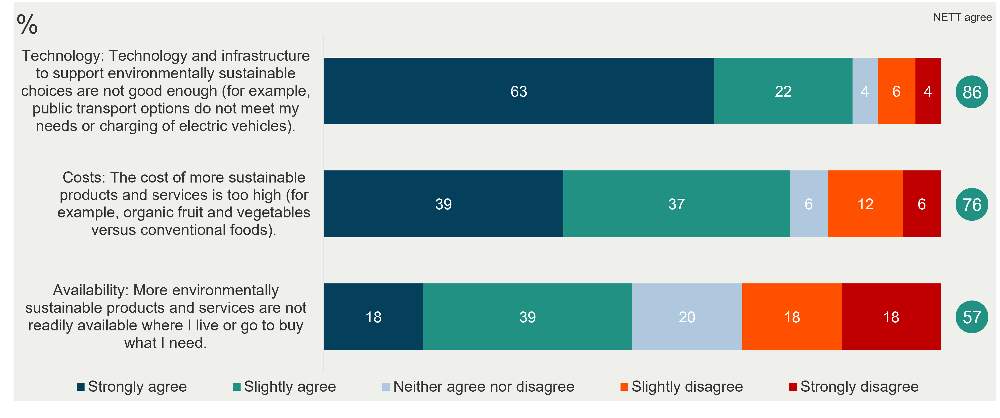 %
NETT agree
Technology: Technology and infrastructure
to support environmentally sustainable
choices are not good enough (for example,
public transport options do not meet my
needs or charging of electric vehicles).
63 22 4 6 4 86
Costs: The cost of more sustainable
products and services is too high (for
example, organic fruit and vegetables
versus conventional foods).
39 37 6 12 6 76
Availability: More environmentally
sustainable products and services are not
readily available where I live or go to buy
what I need.
18 39 20 18 18 57
Strongly agree Slightly agree Neither agree nor disagree Slightly disagree Strongly disagree